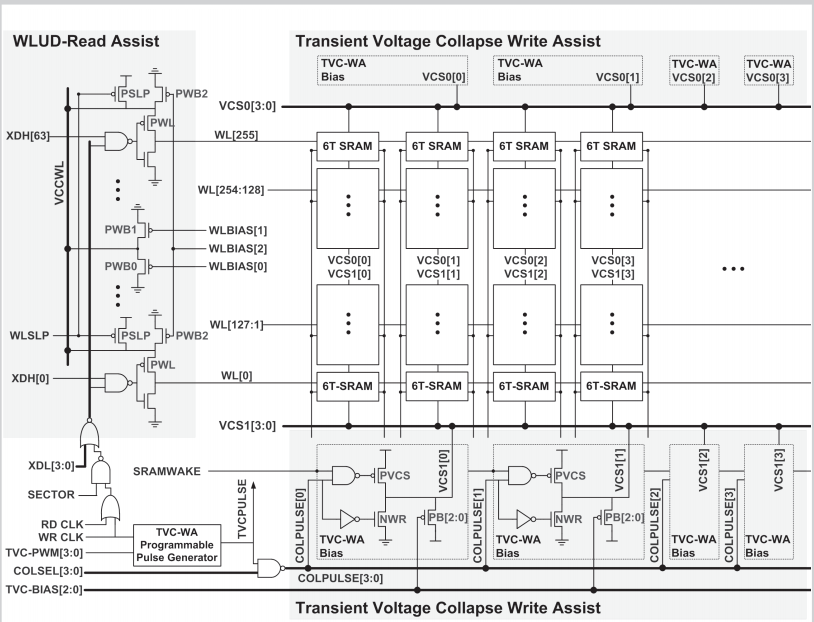 WLUD-Read Assist
Transient Voltage Collapse Write Assist
TVC-WA
Bias
VCS0[0]
TVC-WA
Bias
VCS0[1]
TVC-WA
VCS0[2]
TVC-WA
VCS0[3]
PSLP
PWB2
VCS0[3:0]
PWL
XDH[63]
WL[255]
6T SRAM
6T SRAM
6T SRAM
6T SRAM
VCCWL
WL[254:128]
PWB1
WLBIAS[1]
WLBIAS[2]
PWB0
WLBIAS[0]
VCS0[0]
VCS1[0]
VCS0[1]
VCS1[1]
VCS0[2]
VCS1[2]
VCS0[3]
VCS1[3]
WLSLP
PSLP
PWB2
WL[127:1]
PWL
XDH[0]
WL[0]
6T-SRAM
6T-SRAM
6T-SRAM
6T-SRAM
VCS1[3:0]
XDL[3:0]
SRAMWAKE
PVCS
VCS1[0]
PVCS
VCS1[1]
VCS1[2]
VCS1[3]
SECTOR
TVCPULSE
COLPULSE[0]
COLPULSE[1]
COLPULSE[2]
COLPULSE[3]
RD CLK
WR CLK
NWR
PB[2:0]
NWR
PB[2:0]
TVC-WA
Programmable
Pulse Generator
TVC-WA
Bias
TVC-WA
Bias
TVC-WA
Bias
TVC-WA
Bias
TVC-PWM[3:0]
COLSEL[3:0]
COLPULSE[3:0]
TVC-BIAS[2:0]
Transient Voltage Collapse Write Assist